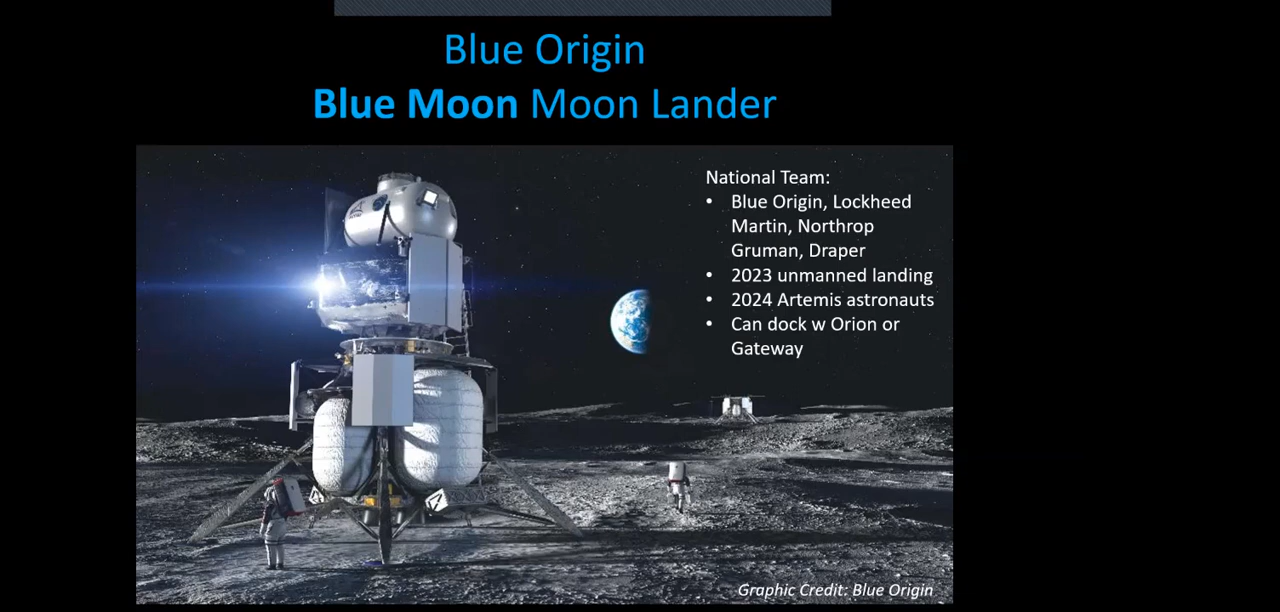 Blue Origin
Blue Moon Moon Lander
National Team:
• Blue Origin, Lockheed
Martin, Northrop
Gruman, Draper
• 2023 unmanned landing
• 2024 Artemis astronauts
• Can dock w Orion or
Gateway
Graphic Credit: Blue Origin